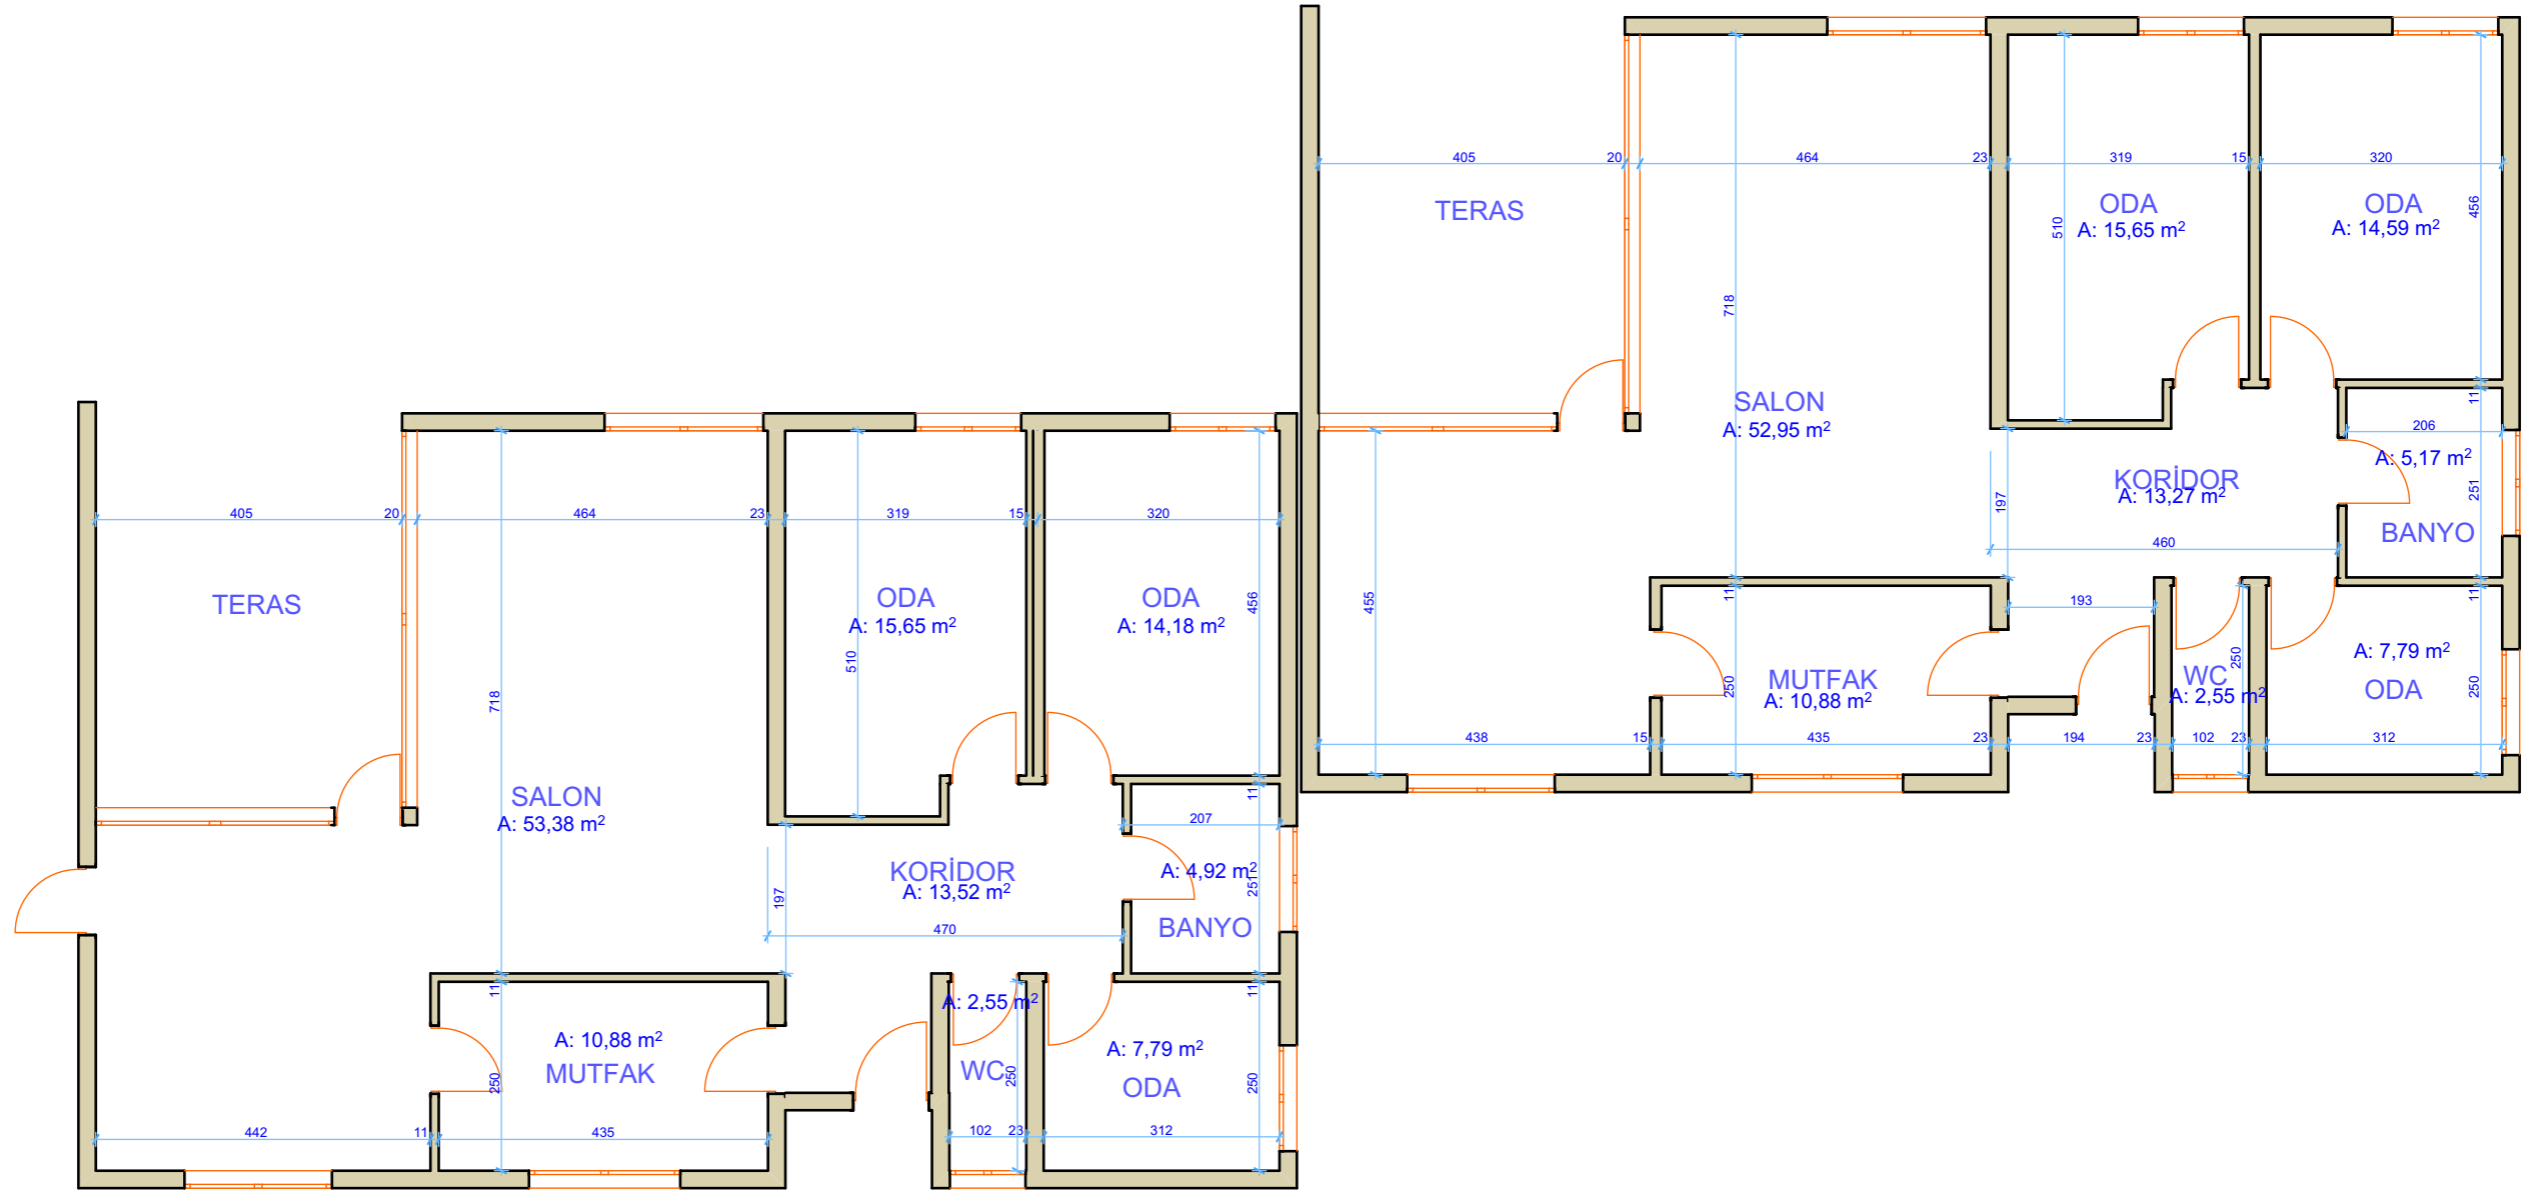 405
20
464
23
319
15
320
TERAS
ODA
A: 15,65 m²
ODA
A: 14,59 m²
456
510
718
SALON
A: 52,95 m²
11
206
A: 5,17 m²
KORİDOR
A: 13,27 m²
251
197
BANYO
460
455
11
193
11
MUTFAK
A: 10,88 m²
250
WC
A: 2,55 m²
250
A: 7,79 m²
ODA
250
438
15
435
23
194
23
102
23
312
405
20
464
23
319
15
320
TERAS
ODA
A: 15,65 m²
ODA
A: 14,18 m²
456
510
718
SALON
A: 53,38 m²
11
207
KORİDOR
A: 13,52 m²
A: 4,92 m²
251
197
BANYO
470
11
A: 2,55 m²
11
A: 10,88 m²
MUTFAK
250
WC
250
A: 7,79 m²
ODA
250
442
11
435
102
23
312